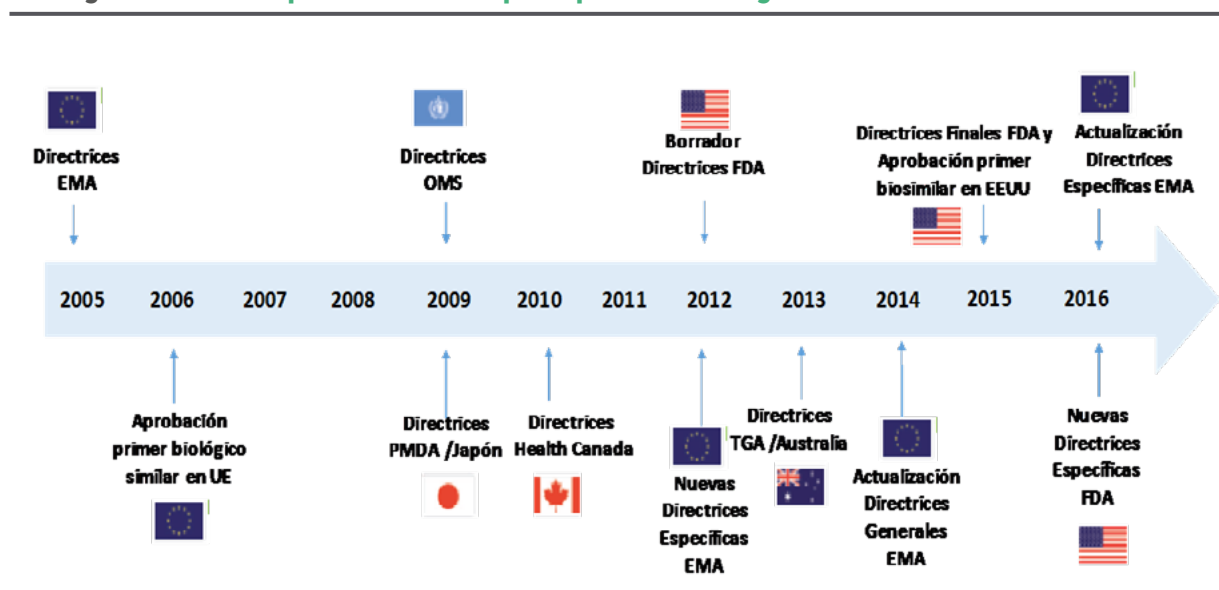 Directrices
EMA
Directrices
OMS
Borrador
Directrices FDA
Directrices Finales FDA y
Aprobación primer
biosimilar en EEUU
Actualización
Directrices
Específicas EMA
2005 2006 2007 2008 2009 2010 2011 2012 2013 2014 2015 2016
Aprobación
primer biológico
similar en UE
Directrices
PMDA /Japón
Directrices
Health Canada
Nuevas
Directrices
Específicas
EMA
Directrices
TGA /Australia
Actualización
Directrices
Generales
EMA
Nuevas
Directrices
Específicas
FDA